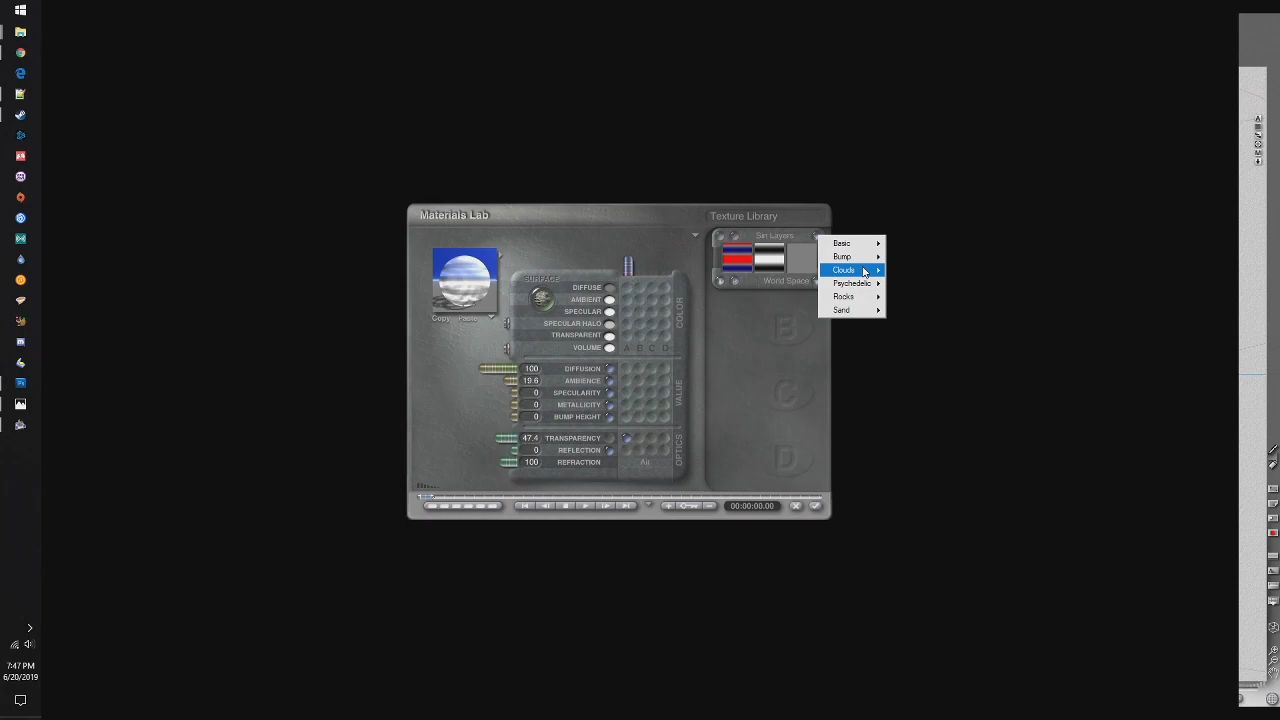 Materials Lab
Texture Library
Sin Layers
Basic
Bump
Clouds
Psychedelic
Rocks
Sand
World Space
SURFACE
DIFFUSE
AMBIENT
SPECULAR
SPECULAR HALO
TRANSPARENT
VOLUME
A B C D
COLOR
Copy Paste
100 DIFFUSION
19.6 AMBIENCE
0 SPECULARITY
0 METALLICITY
0 BUMP HEIGHT
VALUE
47.4 TRANSPARENCY
0 REFLECTION
100 REFRACTION
Air
OPTICS
B
C
D
00:00:00.00
7:47 PM
6/20/2019
A
M